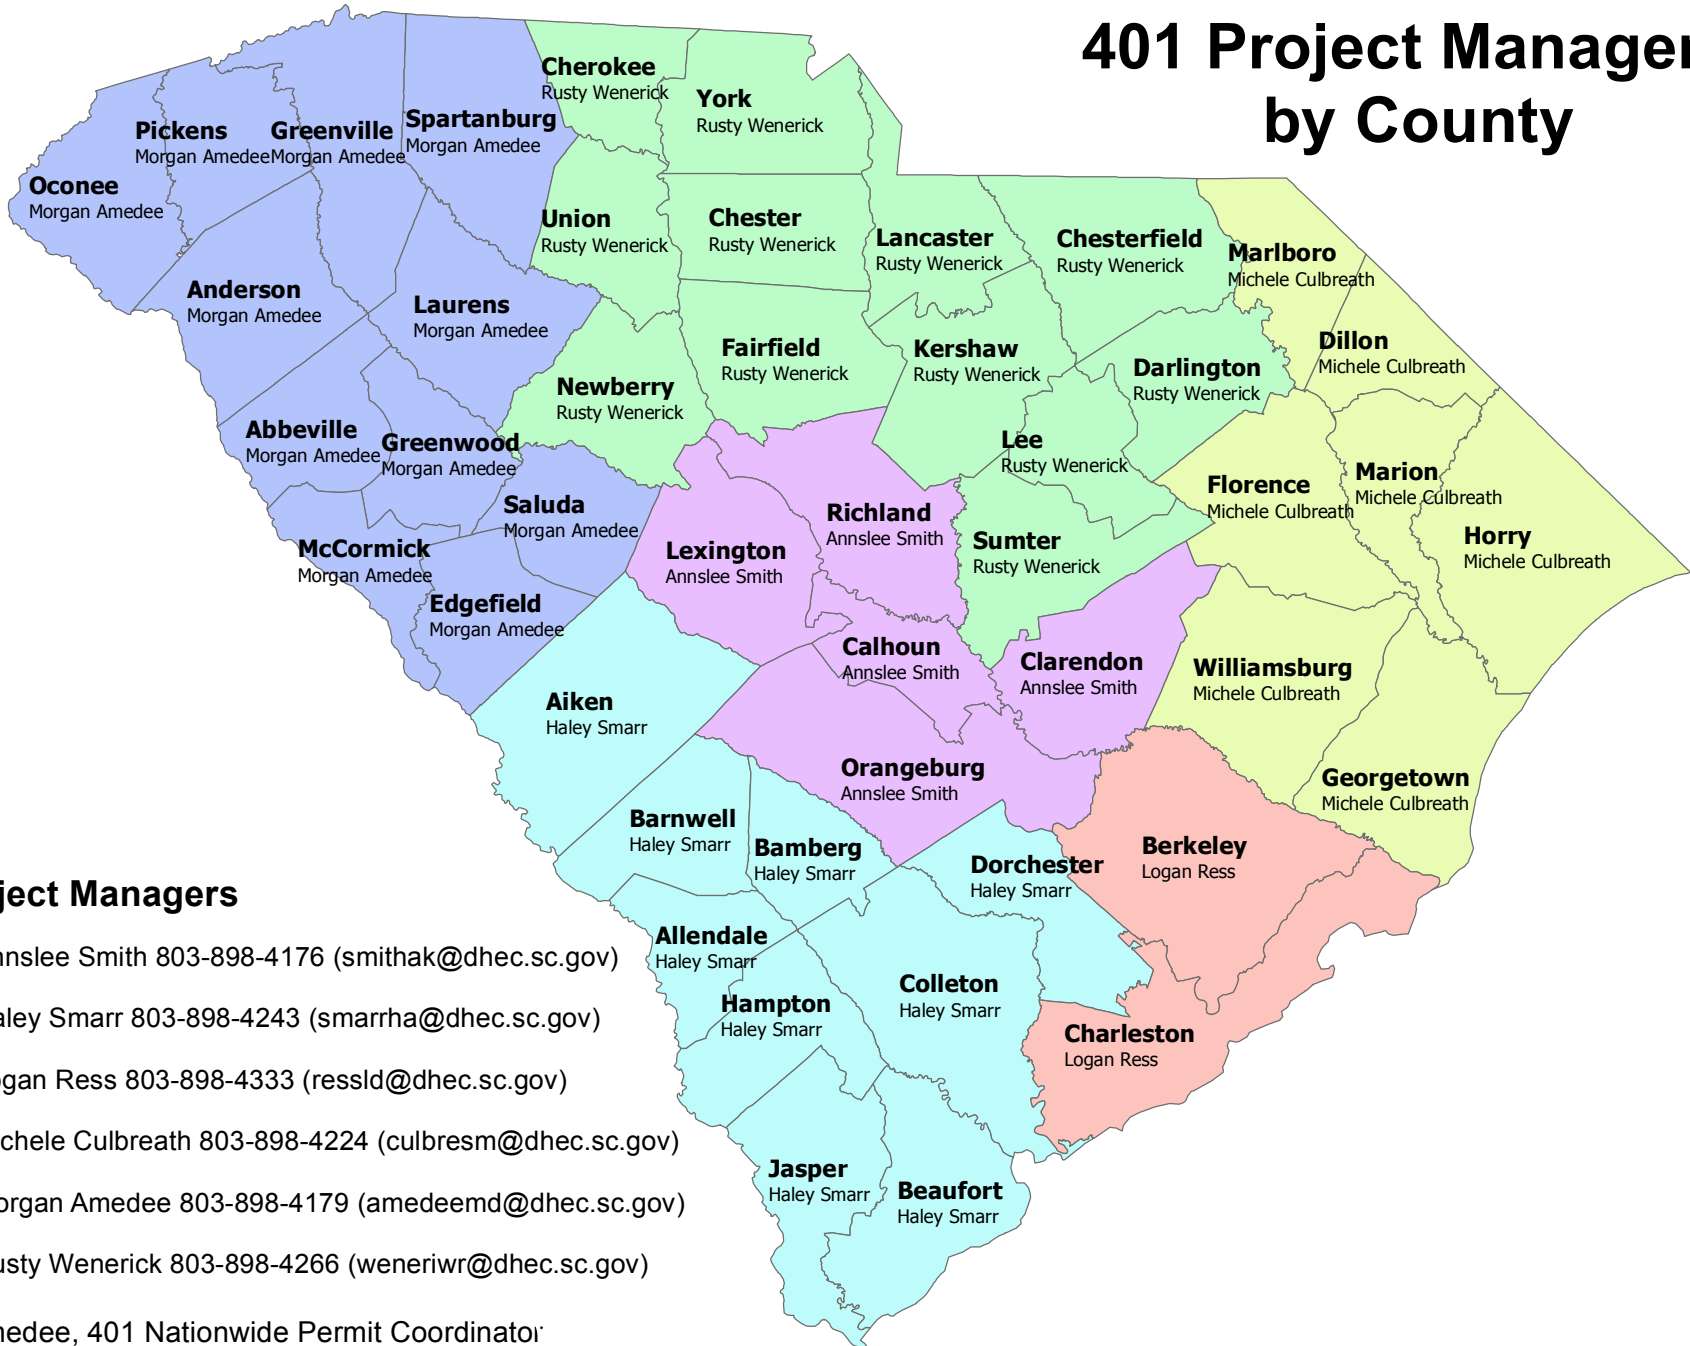 401 Project Manager
by County
Cherokee
Rusty Wenerick
York
Rusty Wenerick
Pickens
Morgan Amedee
Greenville
Morgan Amedee
Spartanburg
Morgan Amedee
Oconee
Morgan Amedee
Union
Rusty Wenerick
Chester
Rusty Wenerick
Lancaster
Rusty Wenerick
Chesterfield
Rusty Wenerick
Marlboro
Michele Culbreath
Anderson
Morgan Amedee
Laurens
Morgan Amedee
Fairfield
Rusty Wenerick
Kershaw
Rusty Wenerick
Dillon
Michele Culbreath
Darlington
Rusty Wenerick
Newberry
Rusty Wenerick
Abbeville
Morgan Amedee
Greenwood
Morgan Amedee
Lee
Rusty Wenerick
Florence
Michele Culbreath
Marion
Michele Culbreath
Saluda
Morgan Amedee
Richland
Annslee Smith
Sumter
Rusty Wenerick
Horry
Michele Culbreath
McCormick
Morgan Amedee
Lexington
Annslee Smith
Edgefield
Morgan Amedee
Calhoun
Annslee Smith
Clarendon
Annslee Smith
Williamsburg
Michele Culbreath
Aiken
Haley Smarr
Orangeburg
Annslee Smith
Georgetown
Michele Culbreath
Barnwell
Haley Smarr
Bamberg
Haley Smarr
Dorchester
Haley Smarr
Berkeley
Logan Ress
Allendale
Haley Smarr
Hampton
Haley Smarr
Colleton
Haley Smarr
Charleston
Logan Ress
Jasper
Haley Smarr
Beaufort
Haley Smarr
ject Managers
nnslee Smith 803-898-4176 (smithak@dhec.sc.gov)
aley Smarr 803-898-4243 (smarrha@dhec.sc.gov)
ogan Ress 803-898-4333 (ressld@dhec.sc.gov)
ichele Culbreath 803-898-4224 (culbresm@dhec.sc.gov)
organ Amedee 803-898-4179 (amedeemd@dhec.sc.gov)
usty Wenerick 803-898-4266 (weneriwr@dhec.sc.gov)
nedee, 401 Nationwide Permit Coordinator